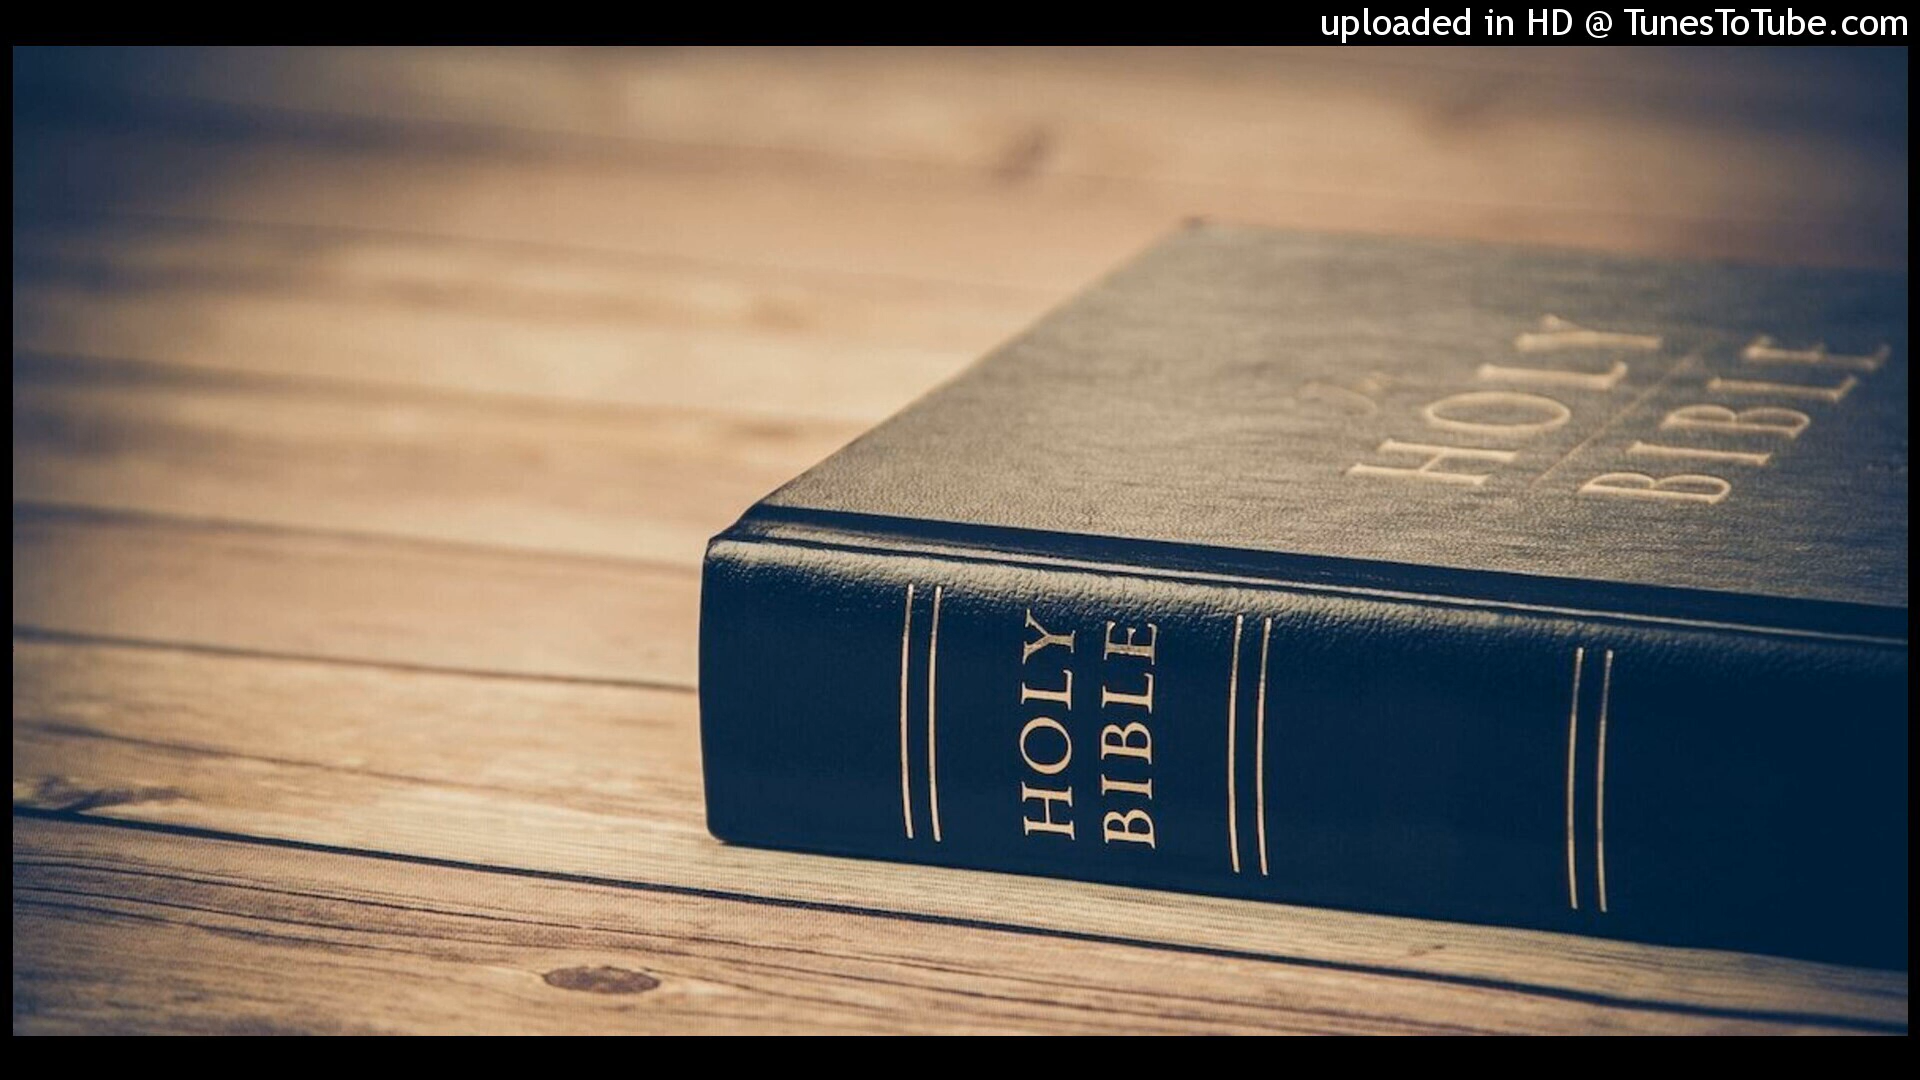 uploaded in HD @ TunesToTube.com
HOLY
BIBLE
HOLY
BIBLE